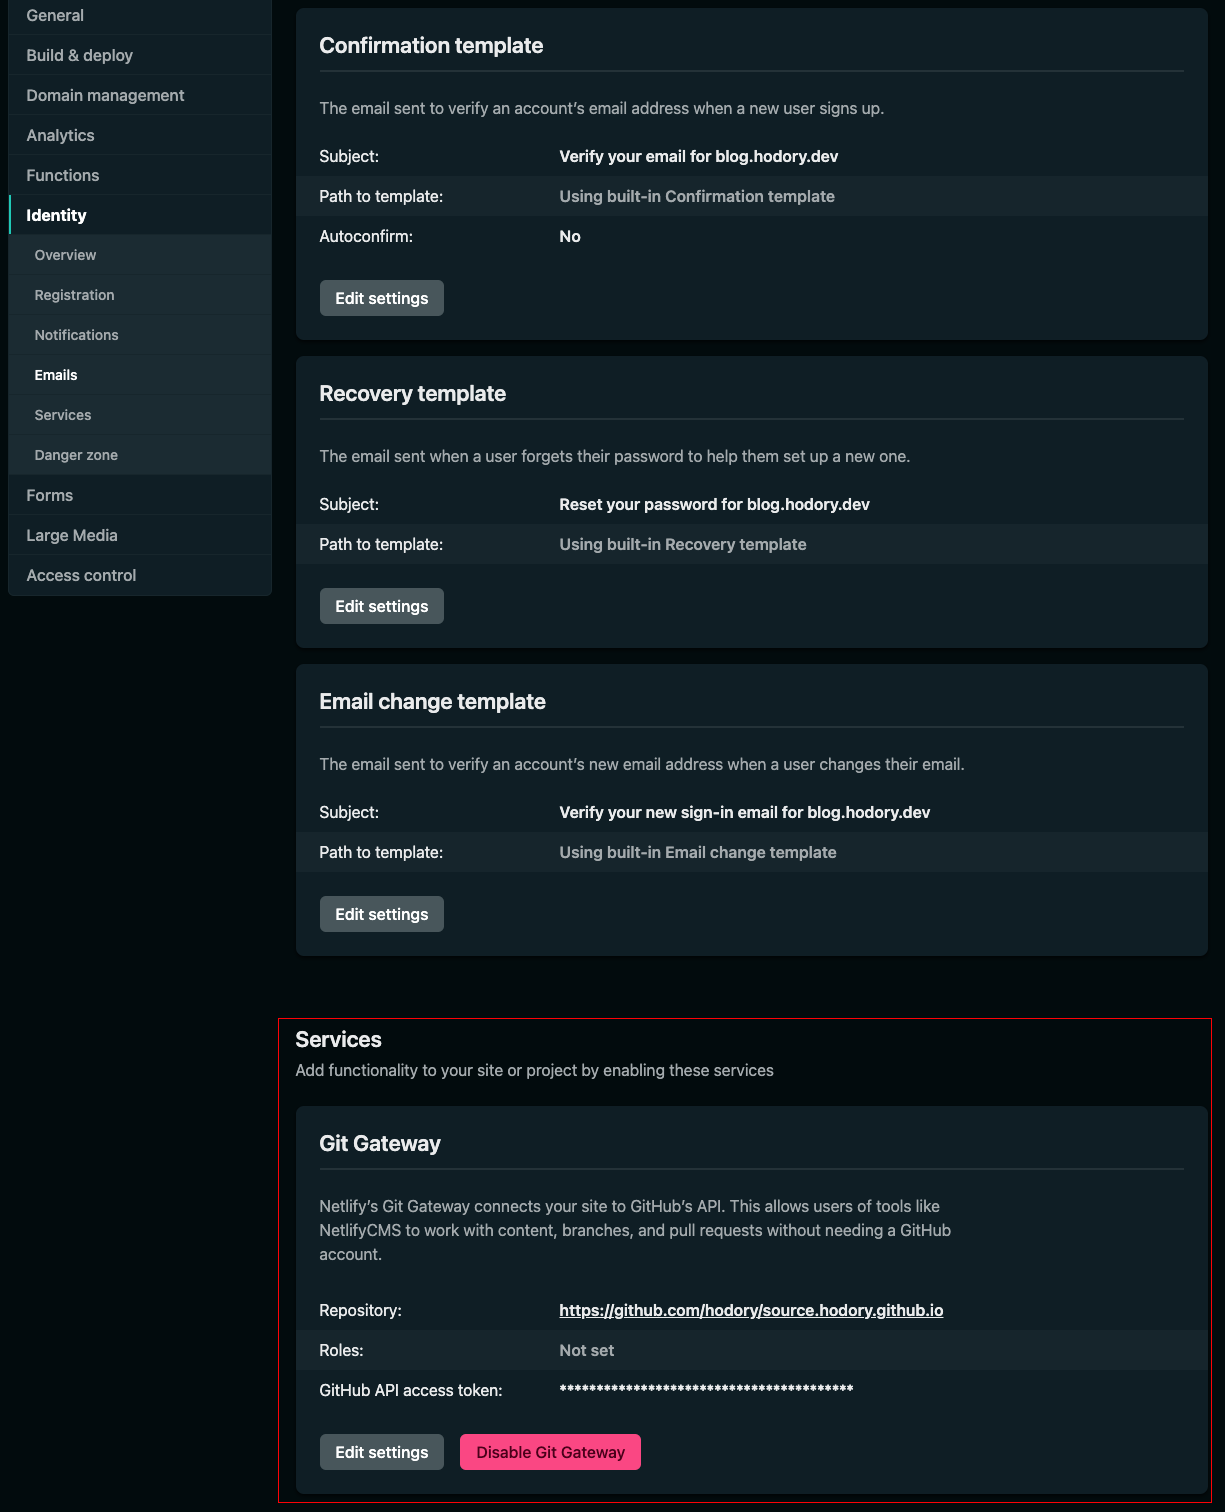 General
Build & deploy
Domain management
Analytics
Functions
Identity
Overview
Registration
Notifications
Emails
Services
Danger zone
Forms
Large Media
Access control
Confirmation template
The email sent to verify an account’s email address when a new user signs up.
Subject: Verify your email for blog.hodory.dev
Path to template: Using built-in Confirmation template
Autoconfirm: No
Edit settings
Recovery template
The email sent when a user forgets their password to help them set up a new one.
Subject: Reset your password for blog.hodory.dev
Path to template: Using built-in Recovery template
Edit settings
Email change template
The email sent to verify an account’s new email address when a user changes their email.
Subject: Verify your new sign-in email for blog.hodory.dev
Path to template: Using built-in Email change template
Edit settings
Services
Add functionality to your site or project by enabling these services
Git Gateway
Netlify’s Git Gateway connects your site to GitHub’s API. This allows users of tools like
NetlifyCMS to work with content, branches, and pull requests without needing a GitHub
account.
Repository: https://github.com/hodory/source.hodory.github.io
Roles: Not set
GitHub API access token: ****************************************
Edit settings Disable Git Gateway